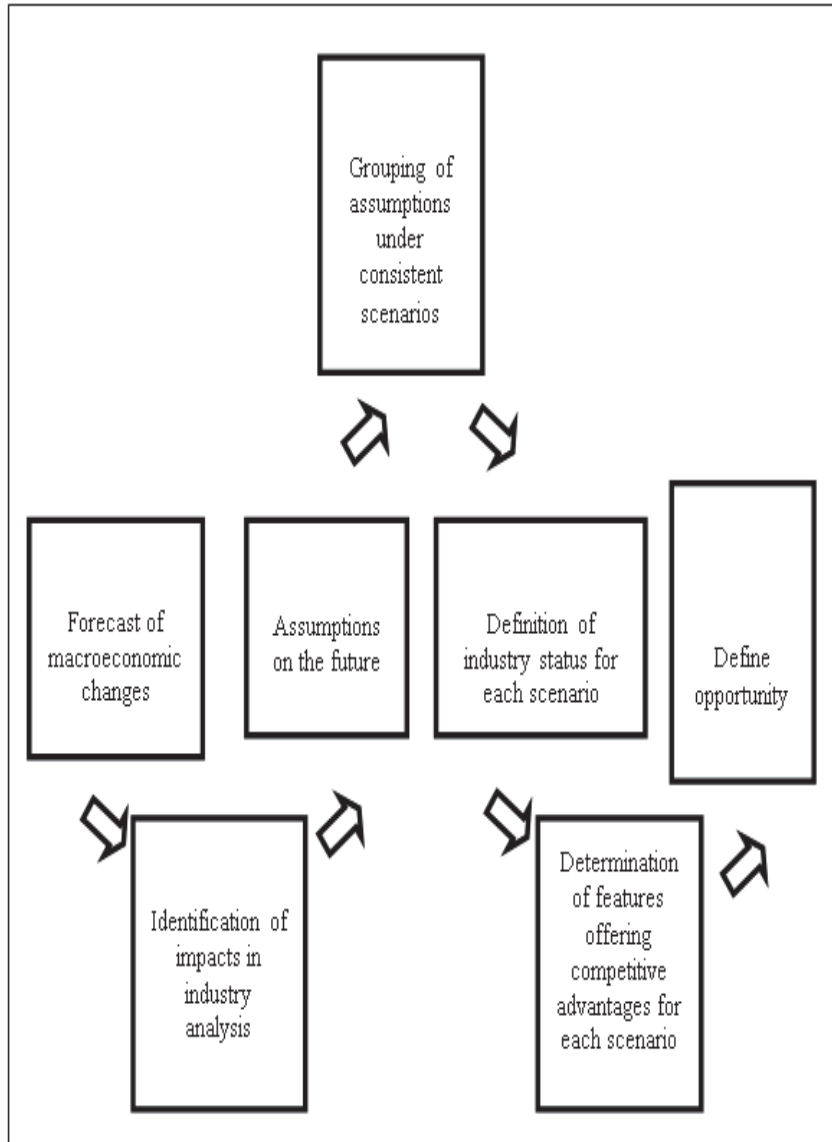 Grouping of
assumptions
under
consistent
scenarios
Forecast of
macroeconomic
changes
Assumptions
on the future
Definition of
industry status for
each scenario
Define
opportunity
Identification of
impacts in
industry
analysis
Determination
of features
offering
competitive
advantages for
each scenario